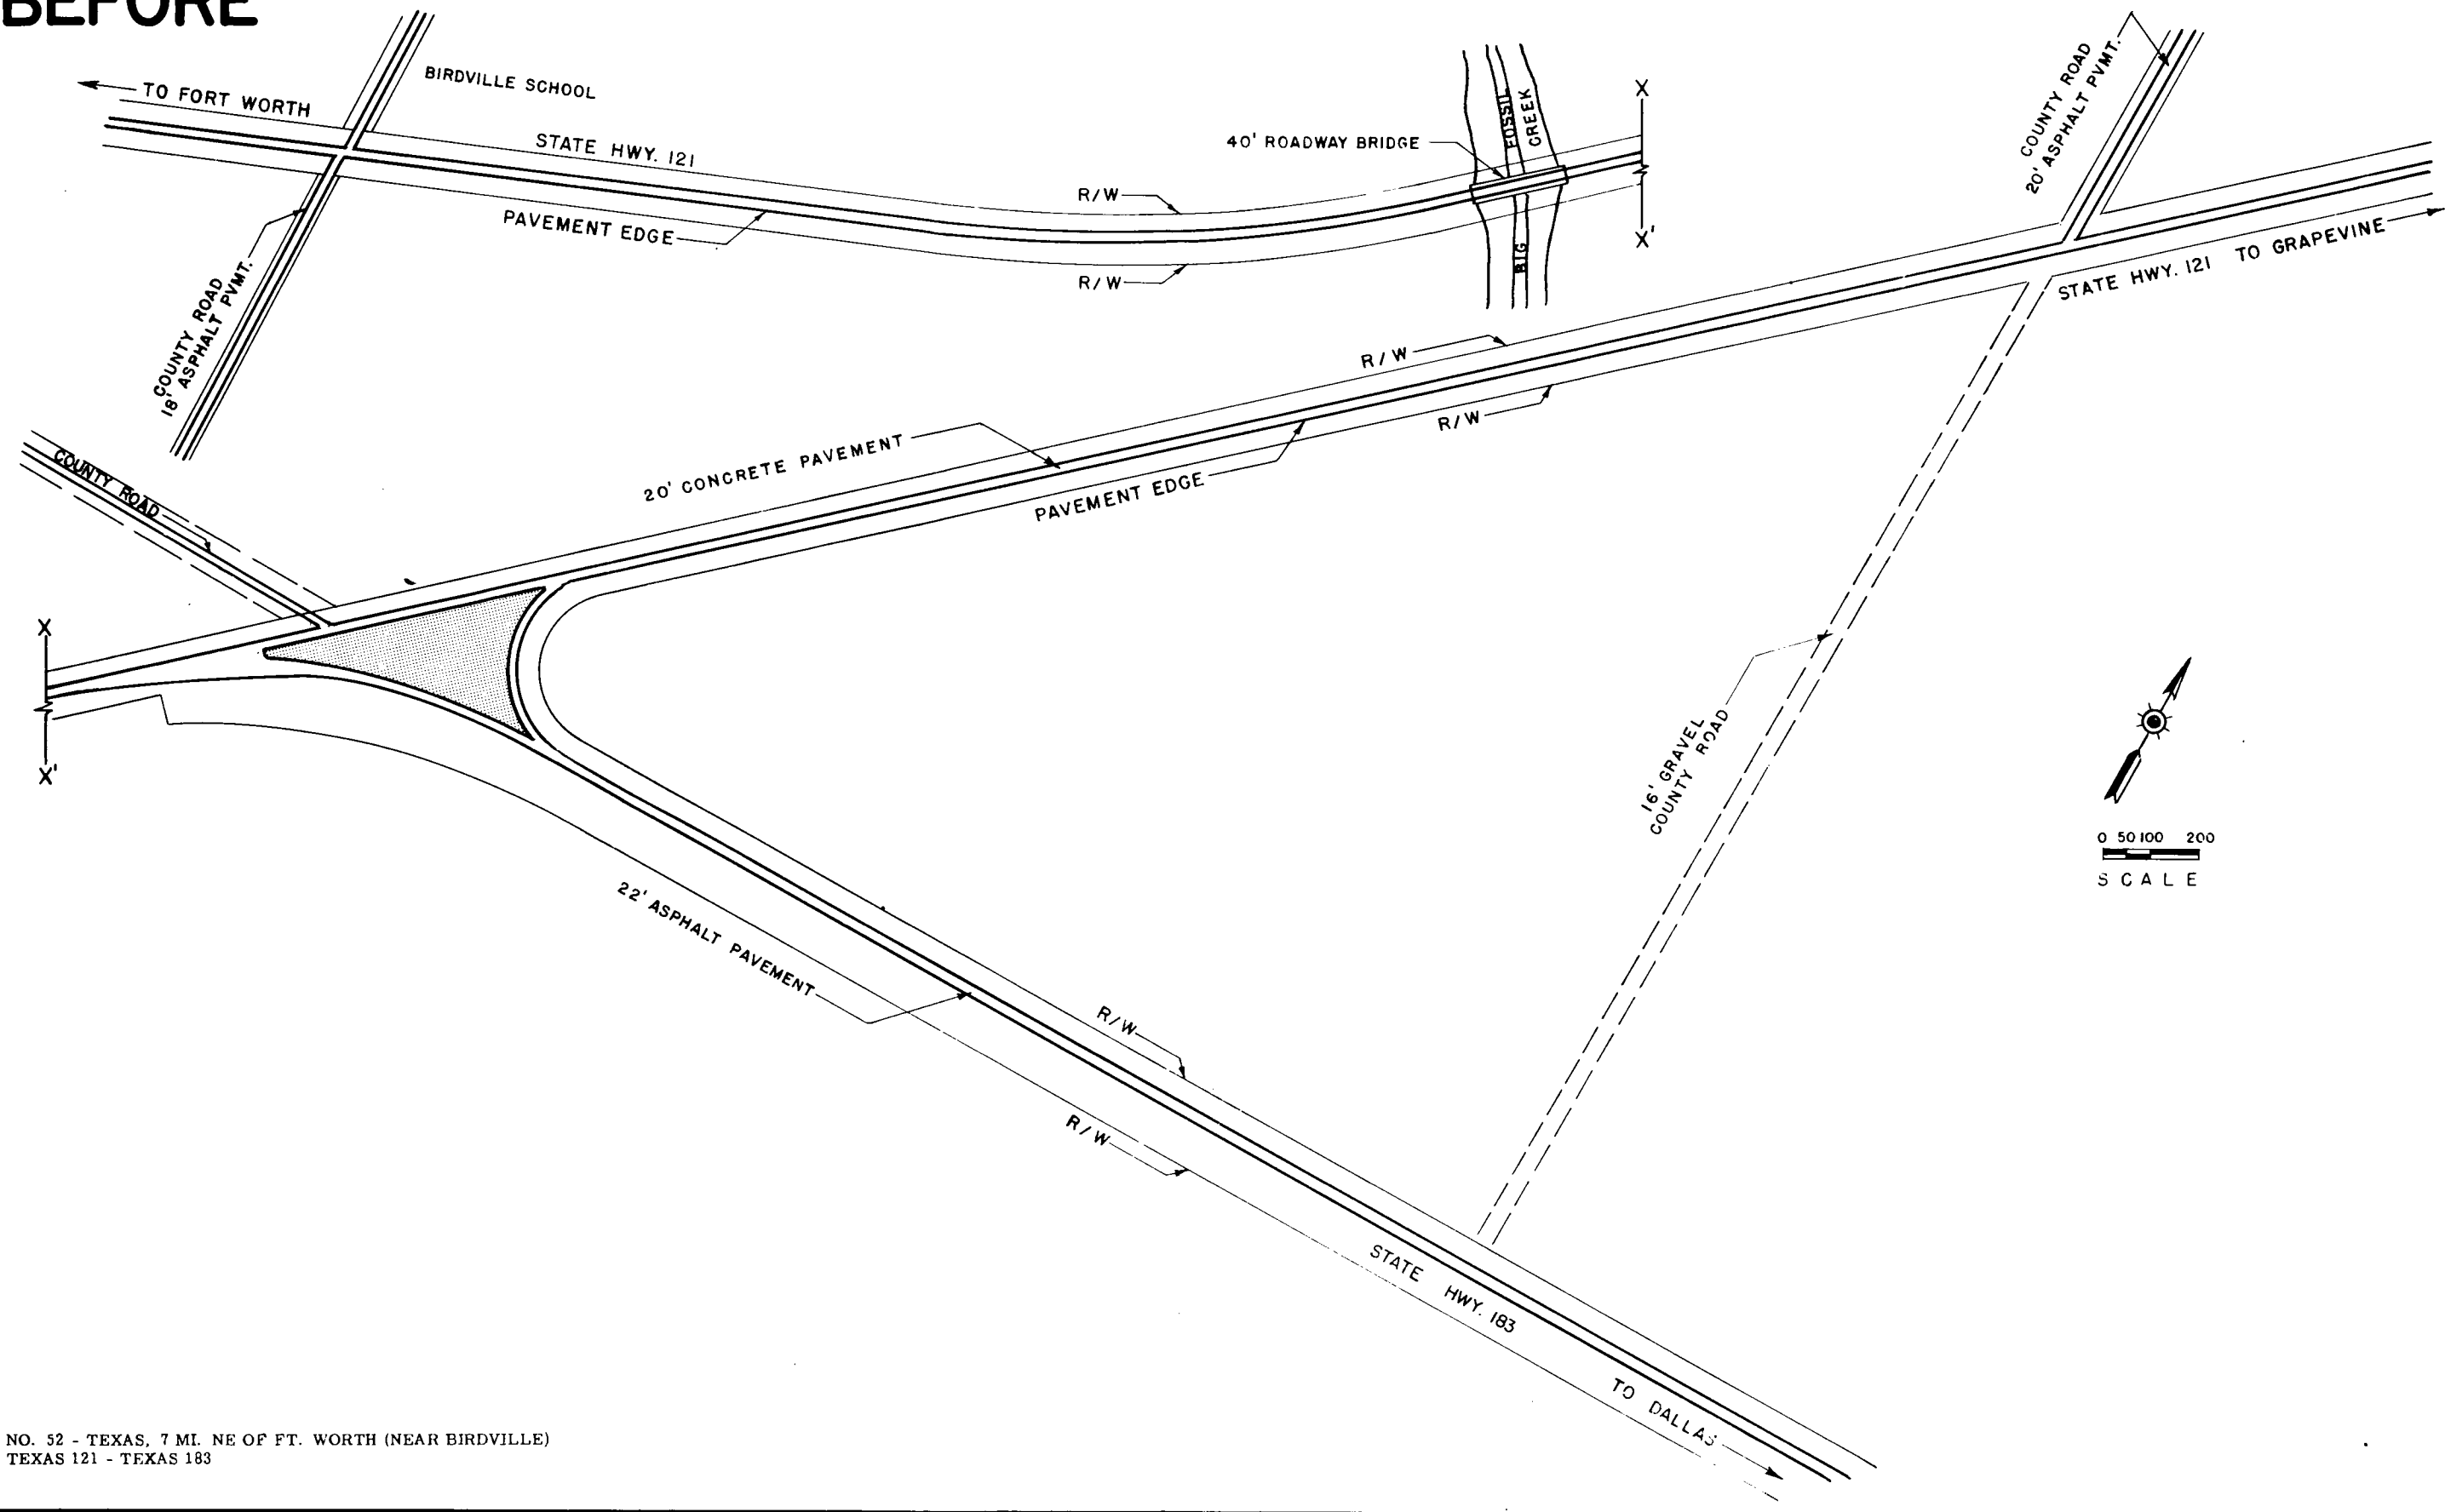 BEFORE
BIRDVILLE SCHOOL
TO FORT WORTH
STATE HWY. 121
PAVEMENT EDGE
COUNTY ROAD
18' ASPHALT PVMT.
R/W
R/W
40' ROADWAY BRIDGE
FOSSIL
CREEK
BIG
X
X'
COUNTY ROAD
20' ASPHALT PVMT.
STATE HWY. 121 TO GRAPEVINE
R/W
R/W
20' CONCRETE PAVEMENT
PAVEMENT EDGE
COUNTY ROAD
X
X'
16' GRAVEL
COUNTY ROAD
0 50 100 200
SCALE
22' ASPHALT PAVEMENT
R/W
R/W
STATE HWY. 183
TO DALLAS
NO. 52 - TEXAS, 7 MI. NE OF FT. WORTH (NEAR BIRDVILLE)
TEXAS 121 - TEXAS 183